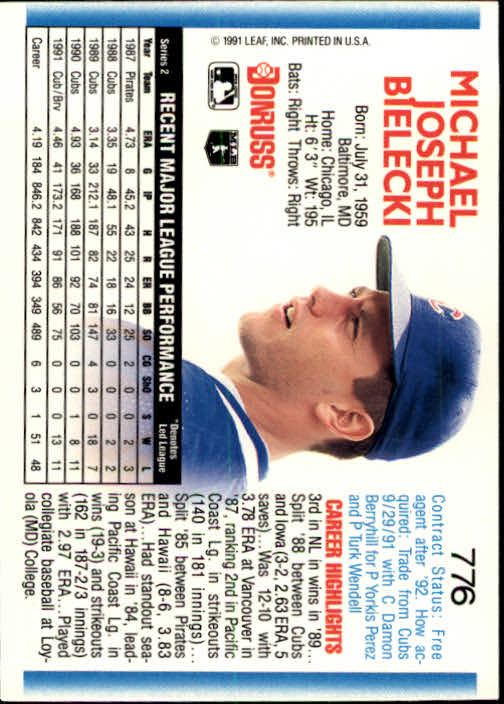 776
MICHAEL
JOSEPH
BIELECKI
Born: July 31, 1959
Baltimore, MD
Home: Chicago, IL
Ht: 6'3" Wt: 195
Bats: Right Throws: Right
DONRUSS®
MLBPA
© 1991 LEAF, INC. PRINTED IN U.S.A.
C
Contract Status: Free
agent after '92. How ac-
quired: Trade from Cubs
9/29/91 with C Damon
Berryhill for P Yorkis Perez
and P Turk Wendell
CAREER HIGHLIGHTS
3rd in NL in wins in '89...
Split '88 between Cubs
and Iowa (3-2, 2.63 ERA, 5
saves)...Was 12-10 with
3.78 ERA at Vancouver in
'87, ranking 2nd in Pacific
Coast Lg. in strikeouts
(140 in 181 innings)...
Split '85 between Pirates
and Hawaii (8-6, 3.83
ERA)...Had standout sea-
son at Hawaii in '84, lead-
ing Pacific Coast Lg. in
wins (19-3) and strikeouts
(162 in 187-2/3 innings)
with 2.97 ERA...Played
collegiate baseball at Loy-
ola (MD) College.
Series 2 RECENT MAJOR LEAGUE PERFORMANCE *Denotes Led League
Year Team ERA G IP H R ER BB SO CG ShO S W L
1987 Pirates 4.73 8 45.2 43 25 24 12 25 2 0 0 2 3
1988 Cubs 3.35 19 48.1 55 22 18 16 33 0 0 0 2 2
1989 Cubs 3.14 33 212.1 187 82 74 81 147 4 3 0 18 7
1990 Cubs 4.93 36 168 188 101 92 70 103 0 0 1 8 11
1991 Cub/Brv 4.46 41 173.2 171 91 86 56 75 0 0 0 13 11
Career 4.19 184 846.2 842 434 394 349 489 6 3 1 51 48